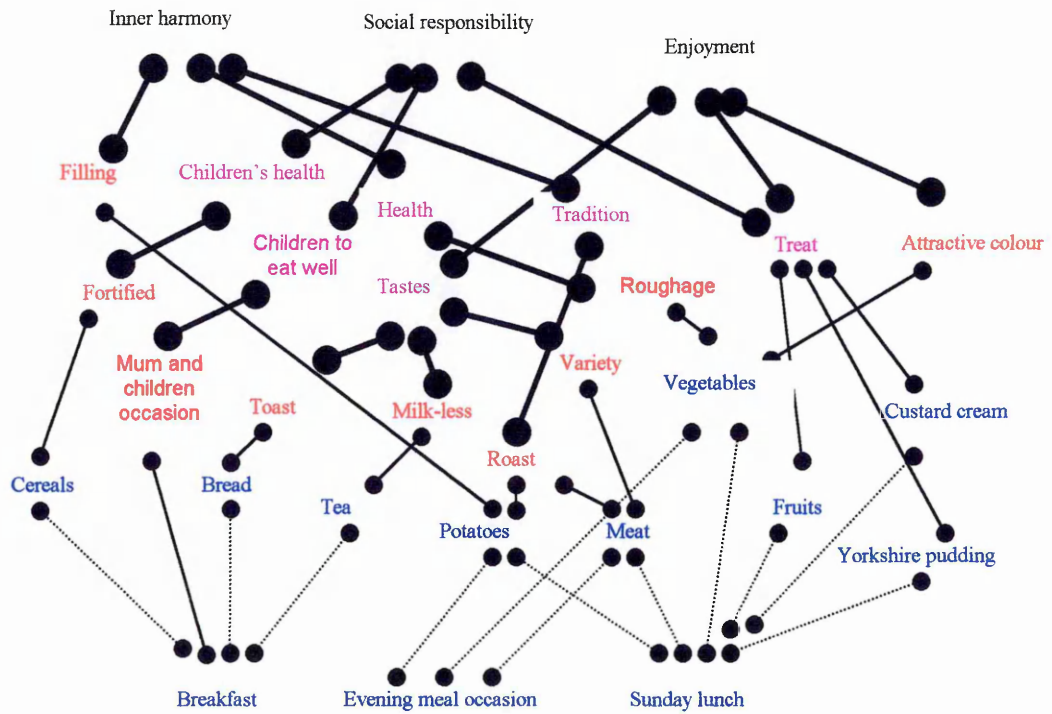 Inner harmony
Social responsibility
Enjoyment
Filling
Children's health
Health
Tradition
Children to
eat well
Treat
Attractive colour
Fortified
Tastes
Roughage
Mum and
children
occasion
Variety
Vegetables
Toast
Milk-less
Custard cream
Roast
Cereals
Bread
Tea
Potatoes
Meat
Fruits
Yorkshire pudding
Breakfast
Evening meal occasion
Sunday lunch